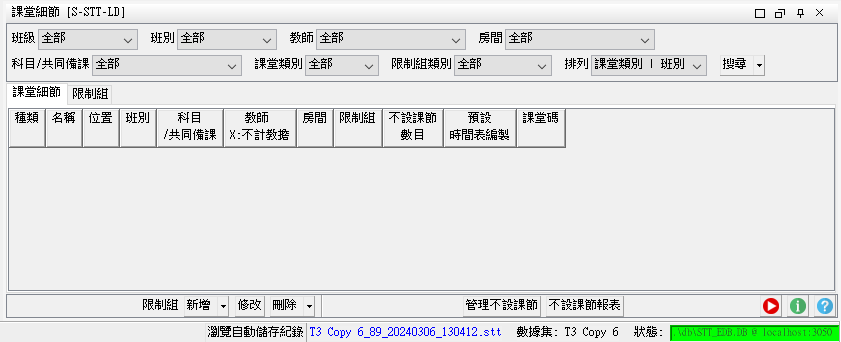 課堂細節 [S-STT-LD]
班級 全部 班別 全部 教師 全部 房間 全部
科目/共同備課 全部 課堂類別 全部 限制組類別 全部 排列 課堂類別 | 班別 搜尋
課堂細節 限制組
種類 名稱 位置 班別 科目 教師 房間 限制組 不設課節 預設 課堂碼
/共同備課 X:不計教擔 數目 時間表編製
限制組 新增 修改 刪除 管理不設課節 不設課節報表
瀏覽自動儲存紀錄 T3 Copy 6_89_20240306_130412.stt 數據集: T3 Copy 6 狀態: .\db\STT_EDB.DB @ localhost:3050